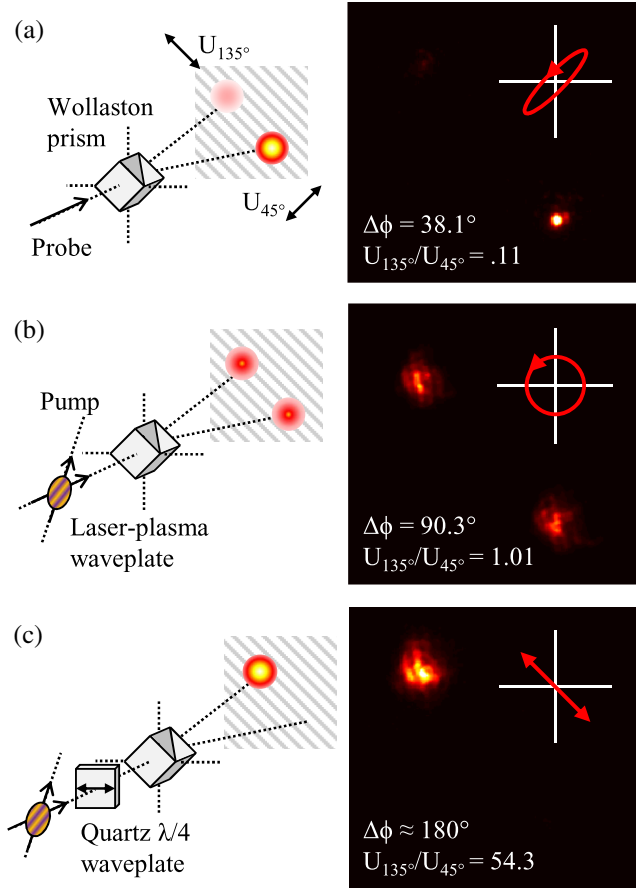 (a)
U135°
Wollaston
prism
U45°
Probe
Δϕ = 38.1°
U135°/U45° = .11
(b)
Pump
Laser-plasma
waveplate
Δϕ = 90.3°
U135°/U45° = 1.01
(c)
Quartz λ/4
waveplate
Δϕ ≈ 180°
U135°/U45° = 54.3